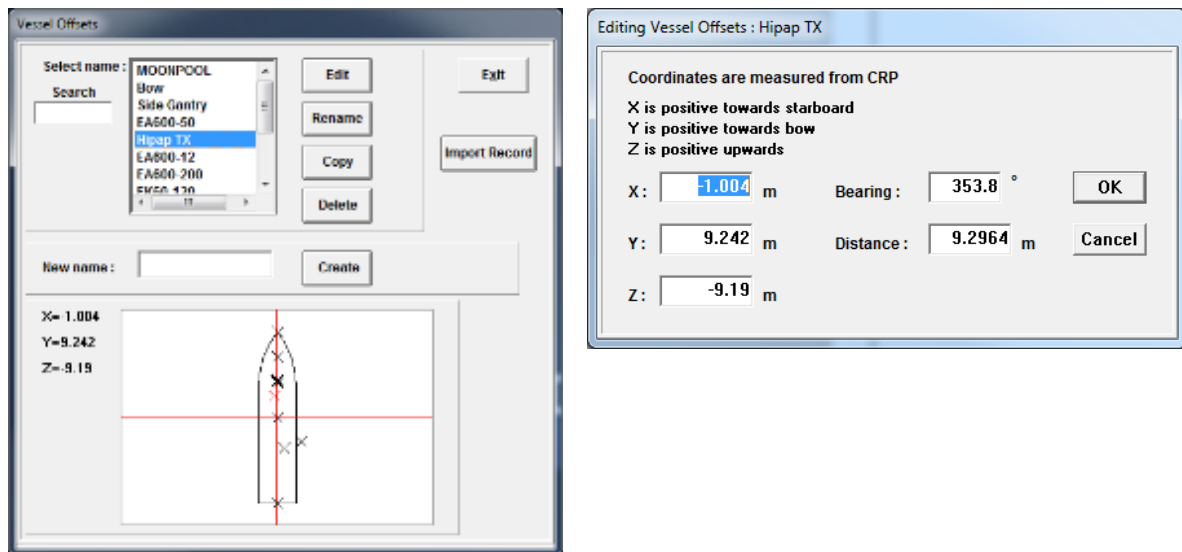 Vessel Offsets
Select name :
Search
MOONPOOL
Bow
Side Gantry
EA600-50
Hipap TX
EA600-12
EA600-200
EK60-120
Edit
Rename
Copy
Delete
Exit
Import Record
New name :
Create
X=-1.004
Y=9.242
Z=-9.19
Editing Vessel Offsets : Hipap TX
Coordinates are measured from CRP
X is positive towards starboard
Y is positive towards bow
Z is positive upwards
X : -1.004 m Bearing : 353.8 ° OK
Y : 9.242 m Distance : 9.2964 m Cancel
Z : -9.19 m